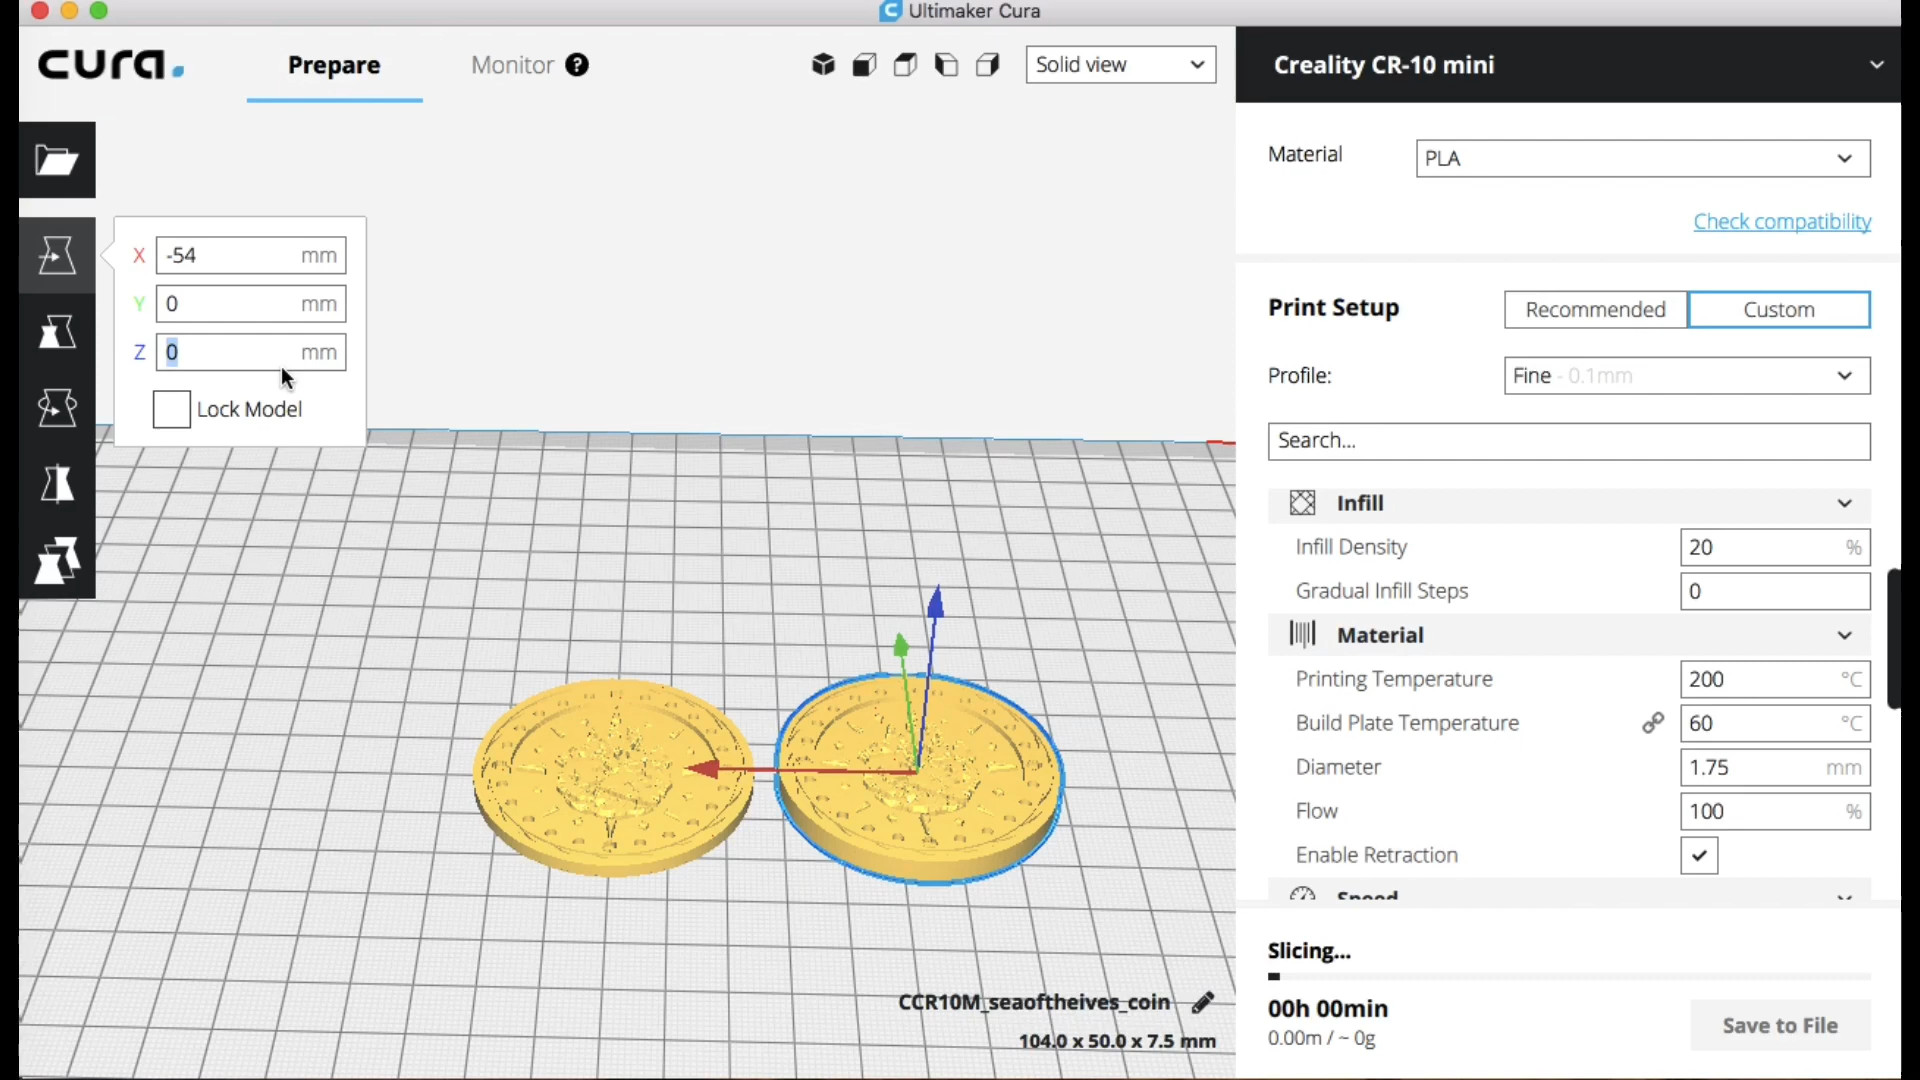 Ultimaker Cura
cura.
Prepare
Monitor ?
Solid view
Creality CR-10 mini
Material
PLA
Check compatibility
X -54 mm
Y 0 mm
Z 0 mm
Lock Model
Print Setup
Recommended
Custom
Profile:
Fine - 0.1mm
Search...
Infill
Infill Density 20 %
Gradual Infill Steps 0
Material
Printing Temperature 200 °C
Build Plate Temperature 60 °C
Diameter 1.75 mm
Flow 100 %
Enable Retraction
Speed
Slicing...
00h 00min
0.00m / ~ 0g
Save to File
CCR10M_seaoftheives_coin
104.0 x 50.0 x 7.5 mm